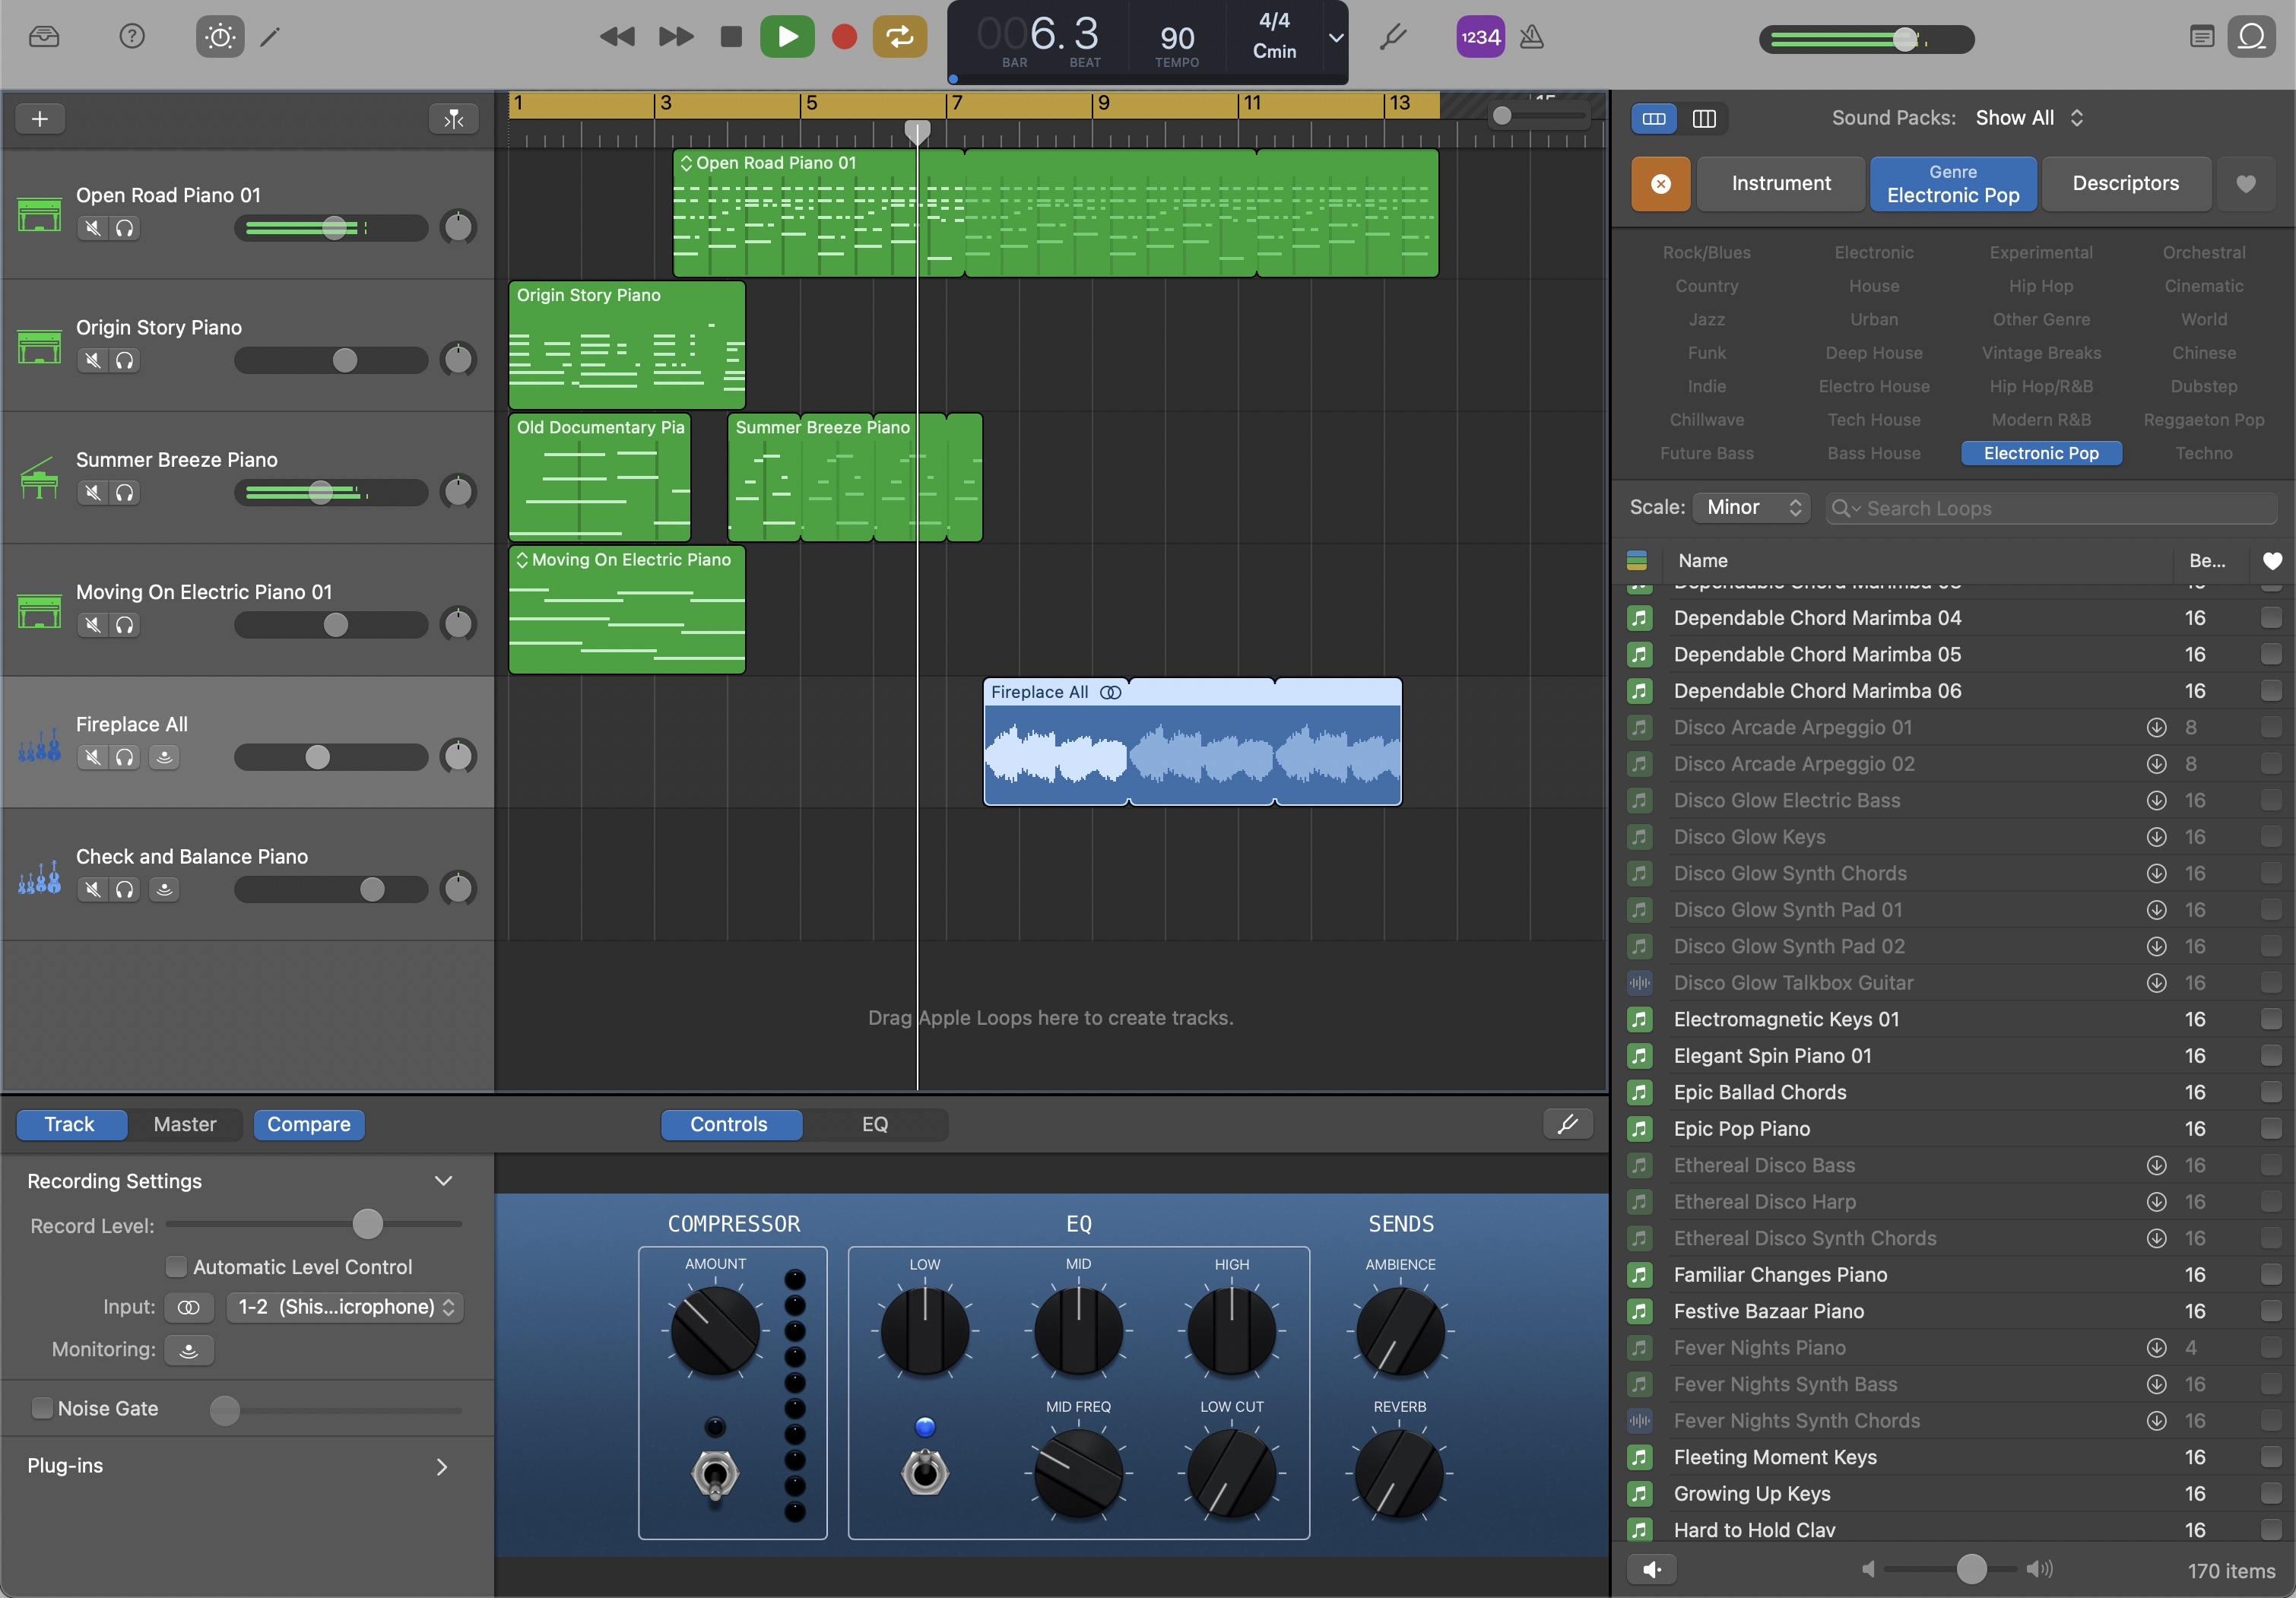 006.3
BAR
BEAT
90
TEMPO
4/4
Cmin
1234
1
3
5
7
9
11
13
Open Road Piano 01
Origin Story Piano
Summer Breeze Piano
Moving On Electric Piano 01
Fireplace All
Check and Balance Piano
Open Road Piano 01
Origin Story Piano
Old Documentary Pia
Summer Breeze Piano
Moving On Electric Piano
Fireplace All
Drag Apple Loops here to create tracks.
Sound Packs: Show All
Instrument
Genre
Electronic Pop
Descriptors
Rock/Blues Electronic Experimental Orchestral
Country House Hip Hop Cinematic
Jazz Urban Other Genre World
Funk Deep House Vintage Breaks Chinese
Indie Electro House Hip Hop/R&B Dubstep
Chillwave Tech House Modern R&B Reggaeton Pop
Future Bass Bass House Electronic Pop Techno
Scale: Minor Search Loops
Name Be...
Dependable Chord Marimba 04 16
Dependable Chord Marimba 05 16
Dependable Chord Marimba 06 16
Disco Arcade Arpeggio 01 8
Disco Arcade Arpeggio 02 8
Disco Glow Electric Bass 16
Disco Glow Keys 16
Disco Glow Synth Chords 16
Disco Glow Synth Pad 01 16
Disco Glow Synth Pad 02 16
Disco Glow Talkbox Guitar 16
Electromagnetic Keys 01 16
Elegant Spin Piano 01 16
Epic Ballad Chords 16
Epic Pop Piano 16
Ethereal Disco Bass 16
Ethereal Disco Harp 16
Ethereal Disco Synth Chords 16
Familiar Changes Piano 16
Festive Bazaar Piano 16
Fever Nights Piano 4
Fever Nights Synth Bass 16
Fever Nights Synth Chords 16
Fleeting Moment Keys 16
Growing Up Keys 16
Hard to Hold Clav 16
170 items
Track Master Compare
Controls EQ
Recording Settings
Record Level:
Automatic Level Control
Input: 1-2 (Shis...icrophone)
Monitoring:
Noise Gate
Plug-ins
COMPRESSOR
AMOUNT
EQ
LOW
MID
HIGH
MID FREQ
LOW CUT
SENDS
AMBIENCE
REVERB